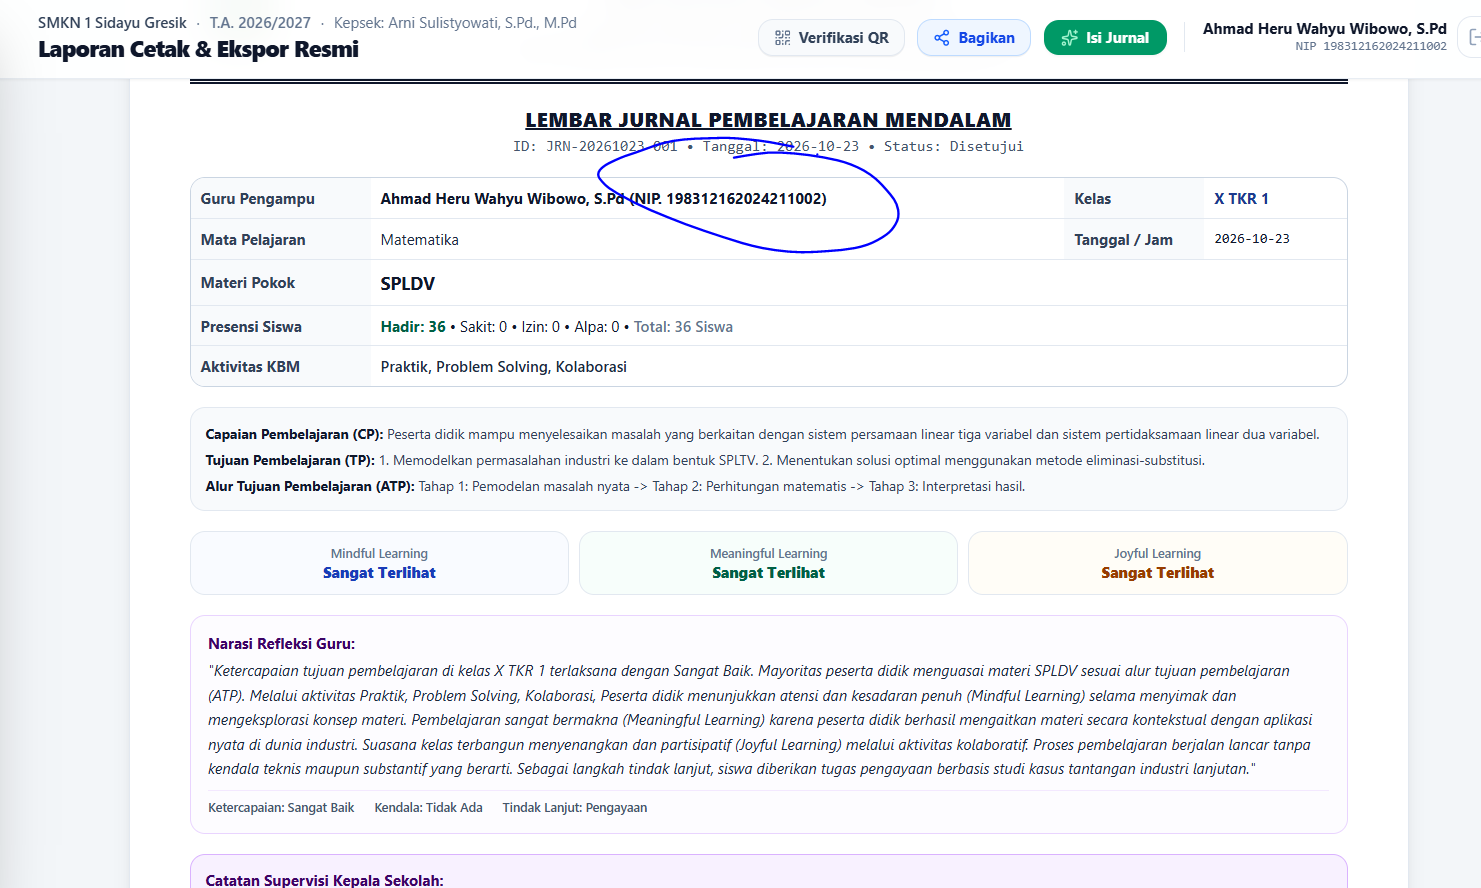 SMKN 1 Sidayu Gresik · T.A. 2026/2027 · Kepsek: Arni Sulistyowati, S.Pd., M.Pd
Laporan Cetak & Ekspor Resmi
Verifikasi QR
Bagikan
Isi Jurnal
Ahmad Heru Wahyu Wibowo, S.Pd
NIP 198312162024211002
LEMBAR JURNAL PEMBELAJARAN MENDALAM
ID: JRN-20261023-001 • Tanggal: 2026-10-23 • Status: Disetujui
Guru Pengampu Ahmad Heru Wahyu Wibowo, S.Pd (NIP. 198312162024211002) Kelas X TKR 1
Mata Pelajaran Matematika Tanggal / Jam 2026-10-23
Materi Pokok SPLDV
Presensi Siswa Hadir: 36 • Sakit: 0 • Izin: 0 • Alpa: 0 • Total: 36 Siswa
Aktivitas KBM Praktik, Problem Solving, Kolaborasi
Capaian Pembelajaran (CP): Peserta didik mampu menyelesaikan masalah yang berkaitan dengan sistem persamaan linear tiga variabel dan sistem pertidaksamaan linear dua variabel.
Tujuan Pembelajaran (TP): 1. Memodelkan permasalahan industri ke dalam bentuk SPLTV. 2. Menentukan solusi optimal menggunakan metode eliminasi-substitusi.
Alur Tujuan Pembelajaran (ATP): Tahap 1: Pemodelan masalah nyata -> Tahap 2: Perhitungan matematis -> Tahap 3: Interpretasi hasil.
Mindful Learning
Sangat Terlihat
Meaningful Learning
Sangat Terlihat
Joyful Learning
Sangat Terlihat
Narasi Refleksi Guru:
"Ketercapaian tujuan pembelajaran di kelas X TKR 1 terlaksana dengan Sangat Baik. Mayoritas peserta didik menguasai materi SPLDV sesuai alur tujuan pembelajaran
(ATP). Melalui aktivitas Praktik, Problem Solving, Kolaborasi, Peserta didik menunjukkan atensi dan kesadaran penuh (Mindful Learning) selama menyimak dan
mengeksplorasi konsep materi. Pembelajaran sangat bermakna (Meaningful Learning) karena peserta didik berhasil mengaitkan materi secara kontekstual dengan aplikasi
nyata di dunia industri. Suasana kelas terbangun menyenangkan dan partisipatif (Joyful Learning) melalui aktivitas kolaboratif. Proses pembelajaran berjalan lancar tanpa
kendala teknis maupun substantif yang berarti. Sebagai langkah tindak lanjut, siswa diberikan tugas pengayaan berbasis studi kasus tantangan industri lanjutan."
Ketercapaian: Sangat Baik Kendala: Tidak Ada Tindak Lanjut: Pengayaan
Catatan Supervisi Kepala Sekolah: